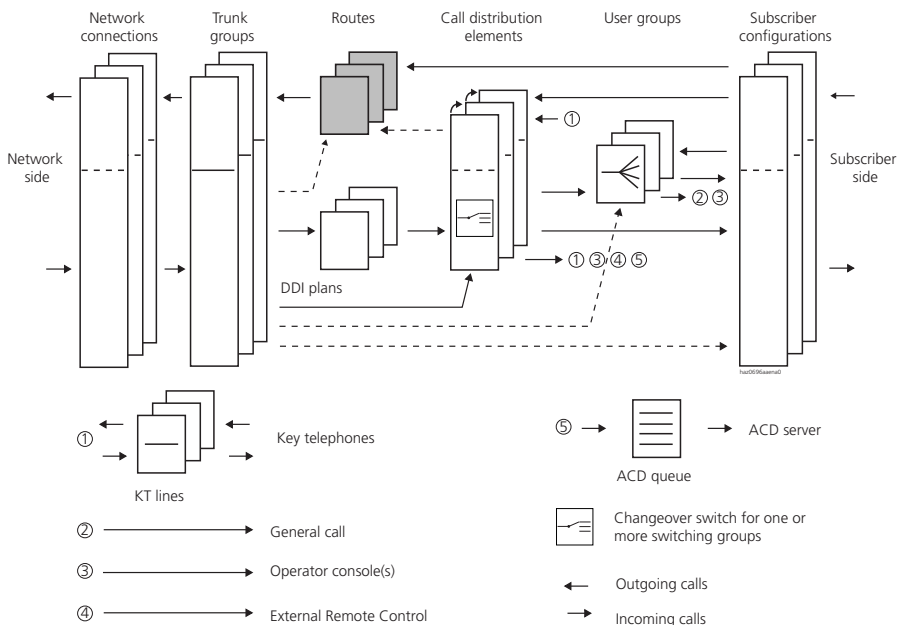 Network connections
Trunk groups
Routes
Call distribution elements
User groups
Subscriber configurations
①
Network side
Subscriber side
② ③
① ③ ④ ⑤
DDI plans
haz0696aaena0
①
Key telephones
KT lines
⑤
ACD server
ACD queue
②
General call
Changeover switch for one or
more switching groups
③
Operator console(s)
Outgoing calls
④
External Remote Control
Incoming calls